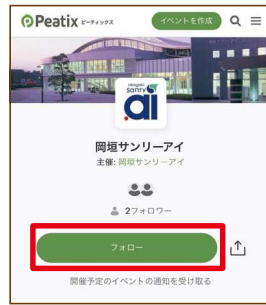 Peatix ピーティックス
イベントを作成
okagaki
sanry
ai
岡垣サンリーアイ
主催: 岡垣サンリーアイ
2フォロワー
フォロー
開催予定のイベントの通知を受け取る